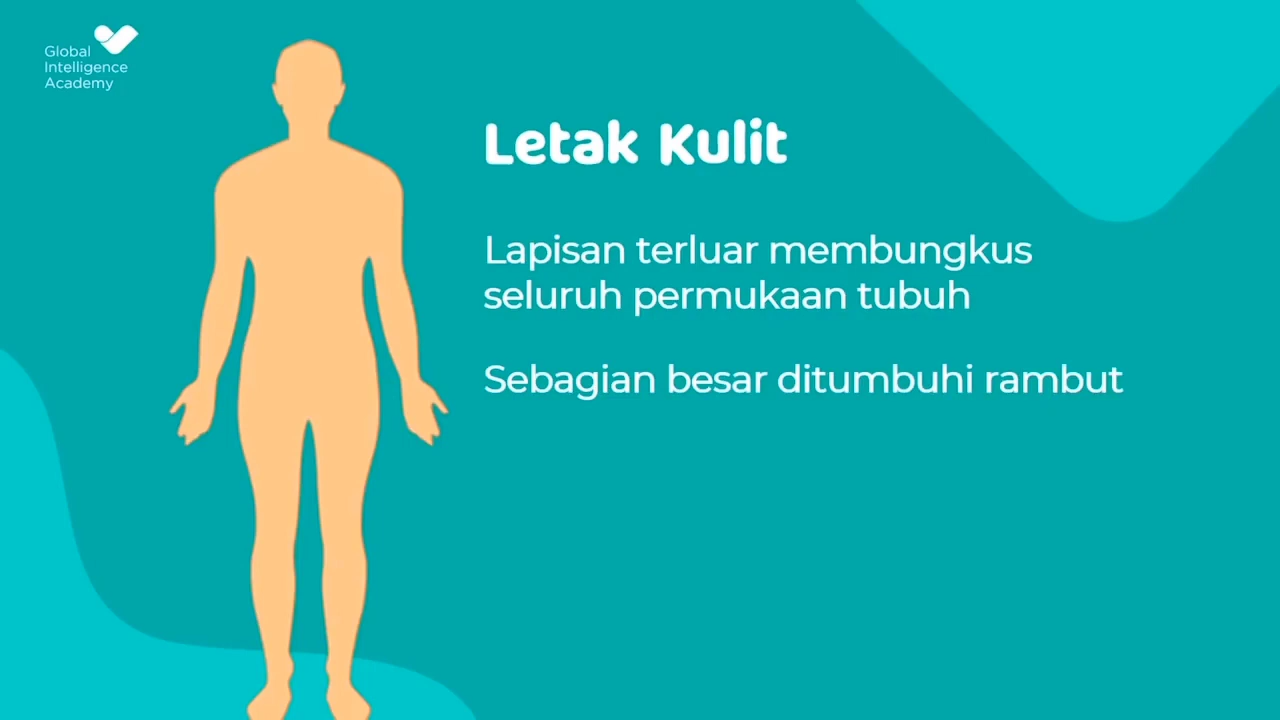 Global
Intelligence
Academy
Letak Kulit
Lapisan terluar membungkus
seluruh permukaan tubuh
Sebagian besar ditumbuhi rambut